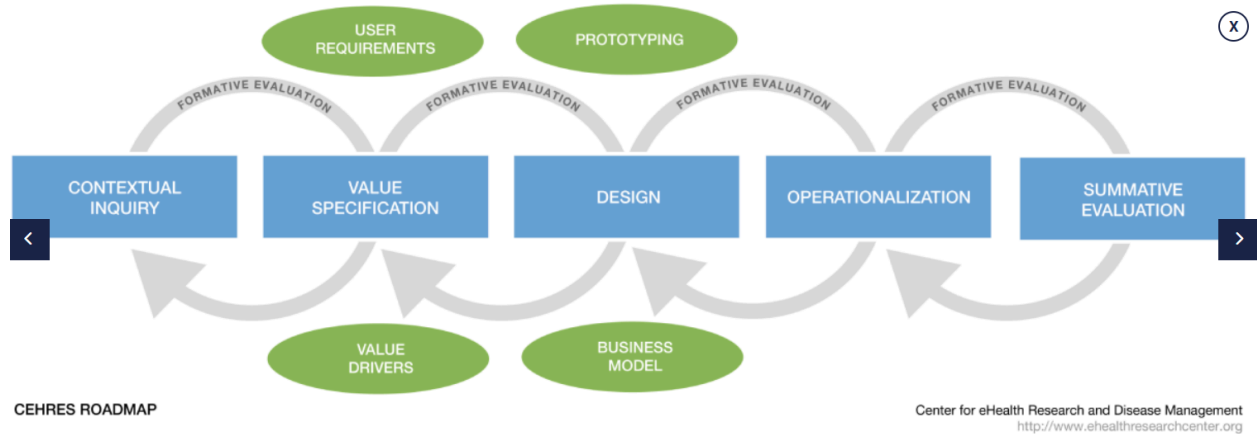 X
USER
REQUIREMENTS
PROTOTYPING
FORMATIVE EVALUATION
FORMATIVE EVALUATION
FORMATIVE EVALUATION
FORMATIVE EVALUATION
CONTEXTUAL
INQUIRY
VALUE
SPECIFICATION
DESIGN
OPERATIONALIZATION
SUMMATIVE
EVALUATION
VALUE
DRIVERS
BUSINESS
MODEL
CEHRES ROADMAP
Center for eHealth Research and Disease Management
http://www.ehealthresearchcenter.org